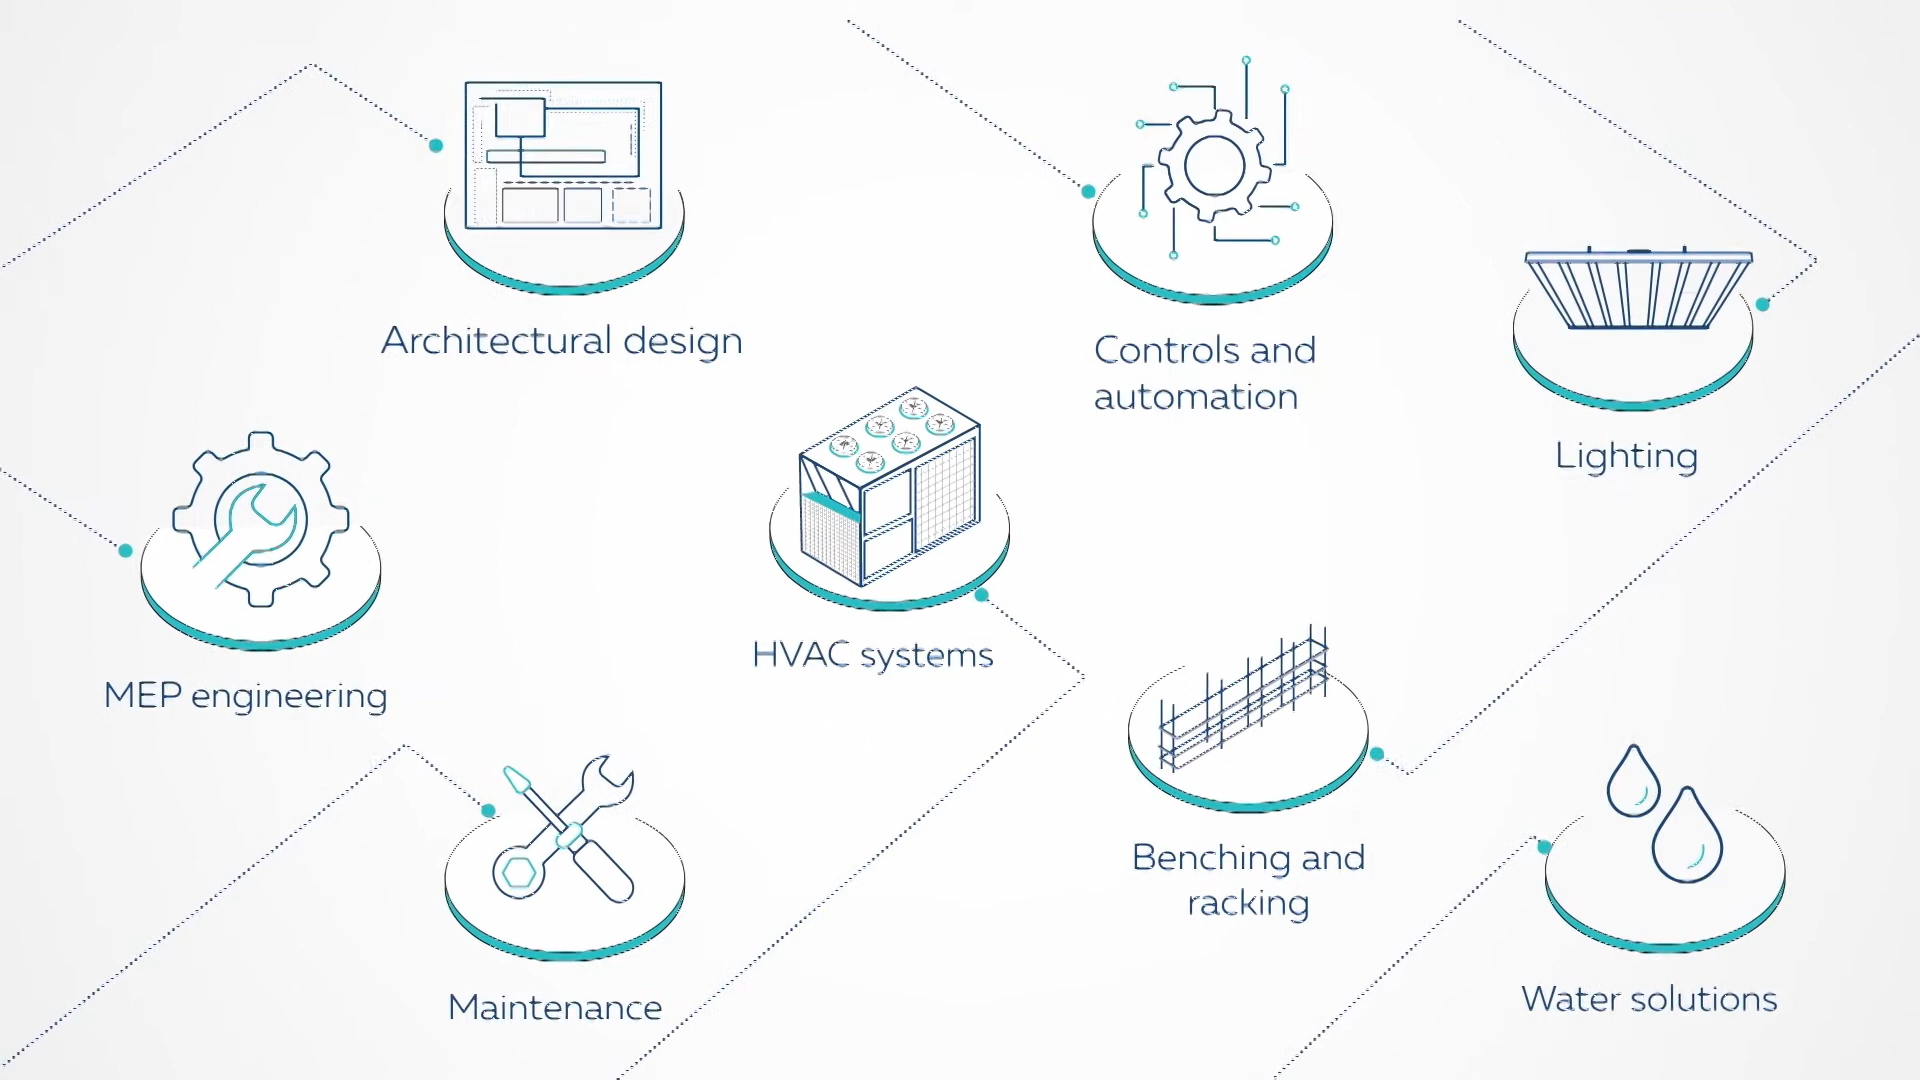 Architectural design
Controls and
automation
Lighting
HVAC systems
MEP engineering
Benching and
racking
Water solutions
Maintenance